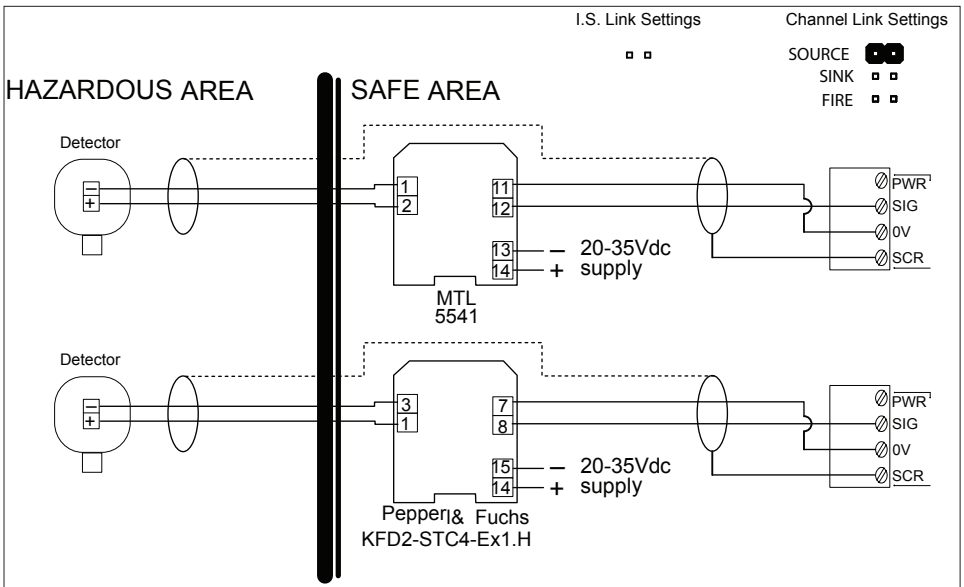 I.S. Link Settings
Channel Link Settings
SOURCE
SINK
FIRE
HAZARDOUS AREA
SAFE AREA
Detector
–
+
1
2
11
12
13 – 20-35Vdc
14 + supply
MTL
5541
PWR
SIG
0V
SCR
Detector
–
+
3
1
7
8
15 – 20-35Vdc
14 + supply
Pepperl& Fuchs
KFD2-STC4-Ex1.H
PWR
SIG
0V
SCR